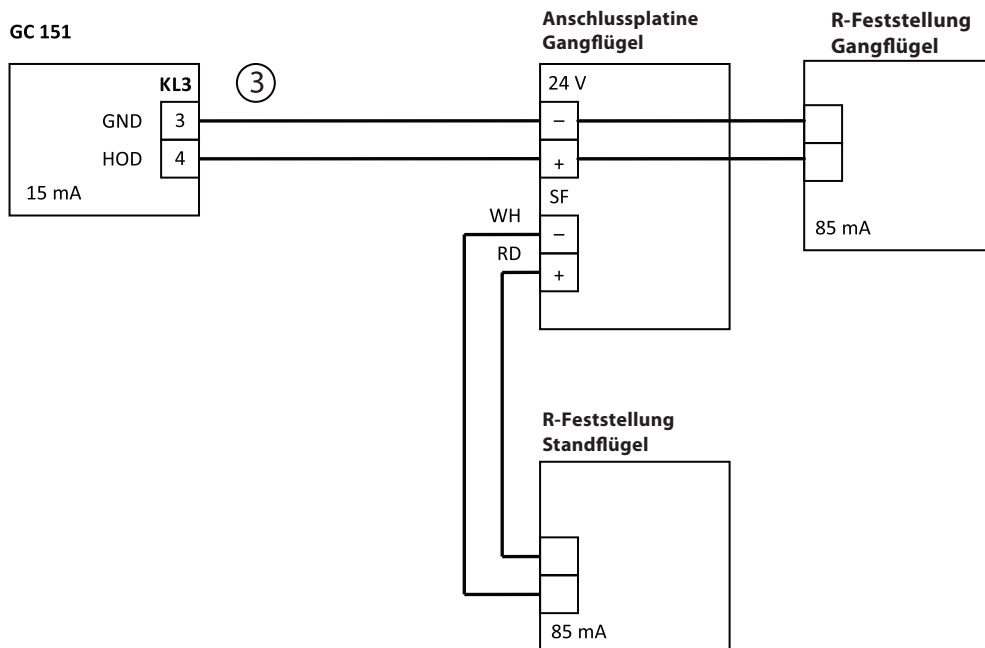 GC 151
KL3
3
GND 3
HOD 4
15 mA
Anschlussplatine
Gangflügel
24 V
–
+
SF
WH –
RD +
R-Feststellung
Gangflügel
85 mA
R-Feststellung
Standflügel
85 mA